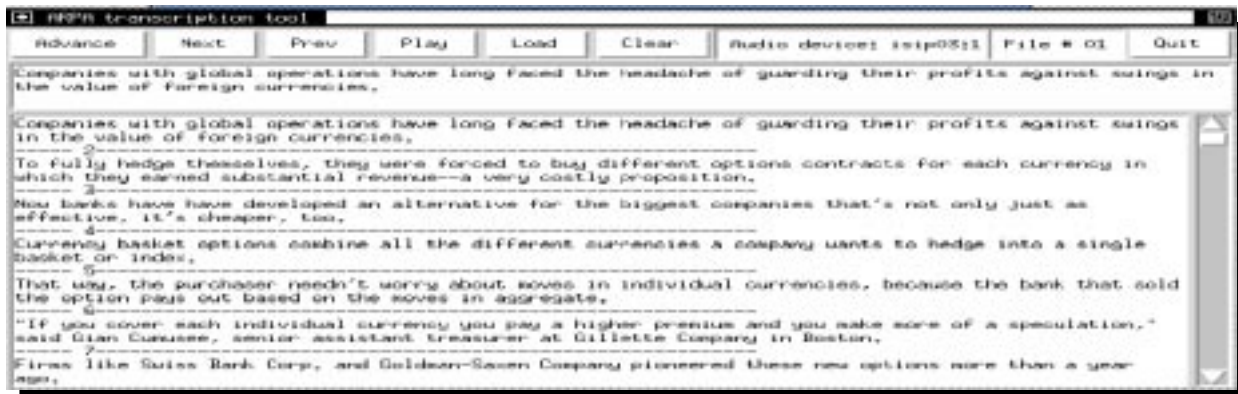 ARPA transcription tool
Advance Next Prev Play Load Clear Audio device: isip03:1 File # 01 Quit
Companies with global operations have long faced the headache of guarding their profits against swings in
the value of foreign currencies.
Companies with global operations have long faced the headache of guarding their profits against swings
in the value of foreign currencies.
----- 2--------------------------------------------------------
To fully hedge themselves, they were forced to buy different options contracts for each currency in
which they earned substantial revenue--a very costly proposition.
----- 3--------------------------------------------------------
Now banks have have developed an alternative for the biggest companies that's not only just as
effective, it's cheaper, too.
----- 4--------------------------------------------------------
Currency basket options combine all the different currencies a company wants to hedge into a single
basket or index.
----- 5--------------------------------------------------------
That way, the purchaser needn't worry about moves in individual currencies, because the bank that sold
the option pays out based on the moves in aggregate.
----- 6--------------------------------------------------------
"If you cover each individual currency you pay a higher premium and you make more of a speculation,"
said Gian Cumusee, senior assistant treasurer at Gillette Company in Boston.
----- 7--------------------------------------------------------
Firms like Swiss Bank Corp, and Goldman-Saxen Company pioneered these new options more than a year
ago.